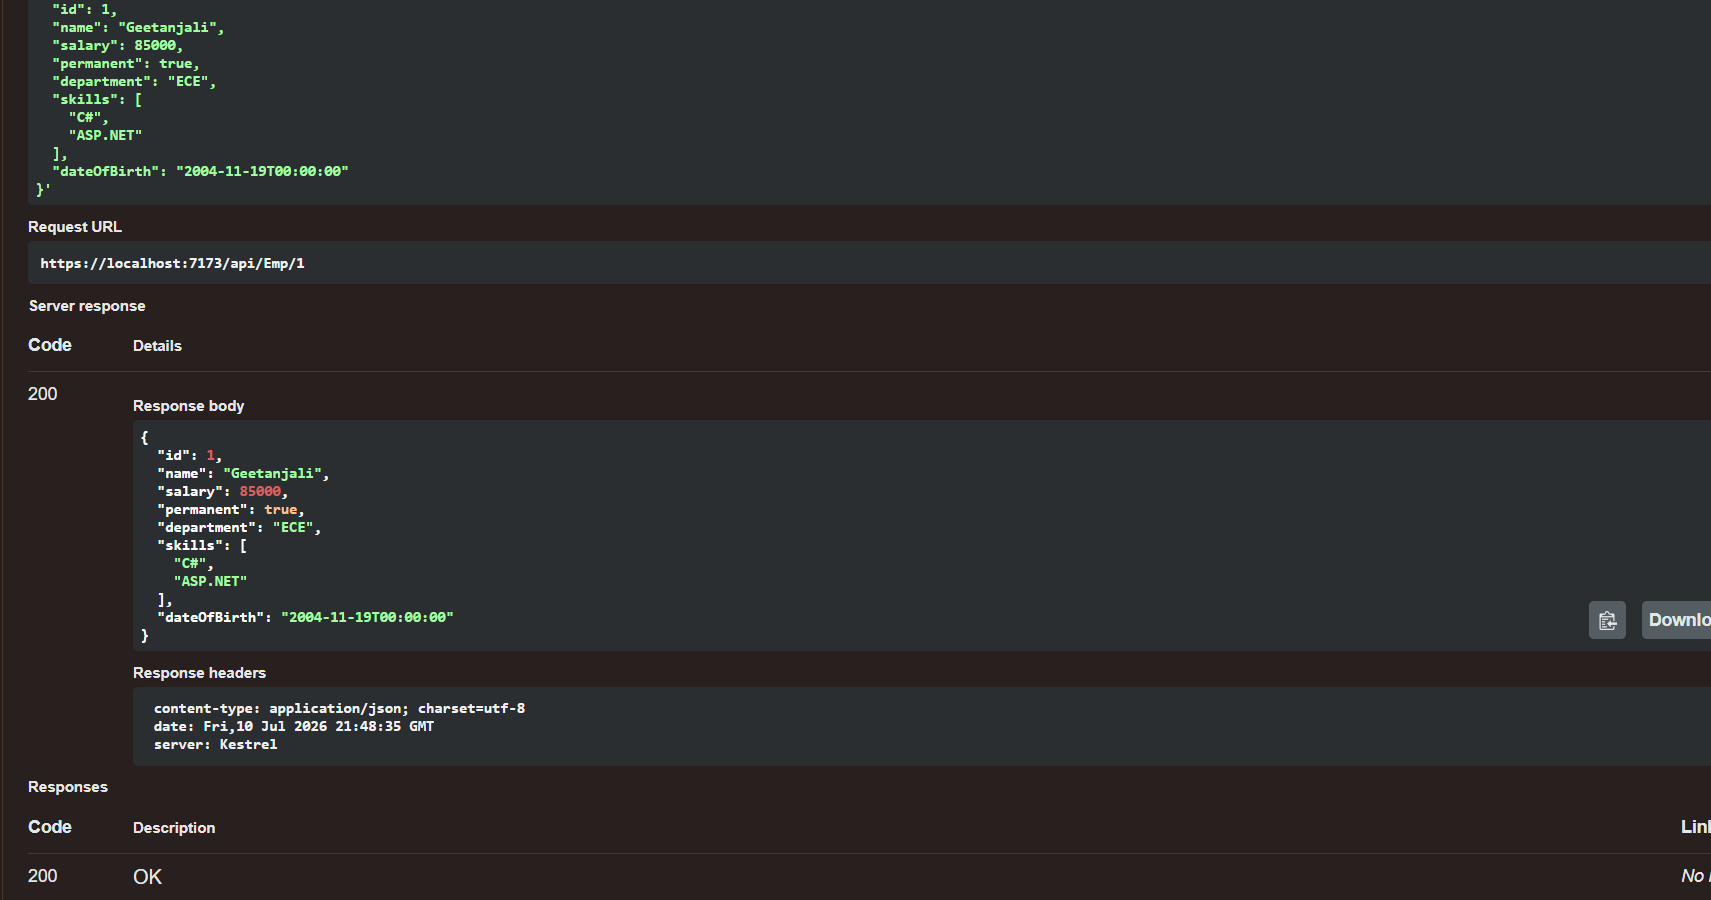 "id": 1,
"name": "Geetanjali",
"salary": 85000,
"permanent": true,
"department": "ECE",
"skills": [
"C#",
"ASP.NET"
],
"dateOfBirth": "2004-11-19T00:00:00"
}'
Request URL
https://localhost:7173/api/Emp/1
Server response
Code Details
200
Response body
{
"id": 1,
"name": "Geetanjali",
"salary": 85000,
"permanent": true,
"department": "ECE",
"skills": [
"C#",
"ASP.NET"
],
"dateOfBirth": "2004-11-19T00:00:00"
}
Downlo
Response headers
content-type: application/json; charset=utf-8
date: Fri,10 Jul 2026 21:48:35 GMT
server: Kestrel
Responses
Code Description Lin
200 OK No